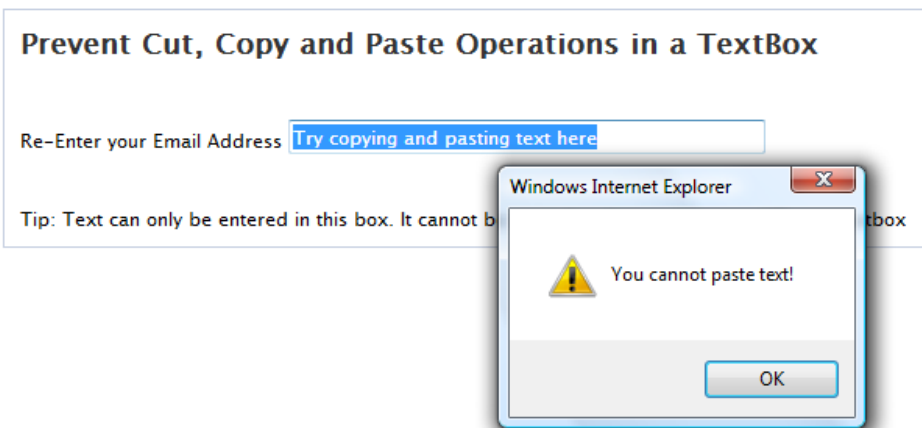 Prevent Cut, Copy and Paste Operations in a TextBox
Re-Enter your Email Address Try copying and pasting text here
Windows Internet Explorer
Tip: Text can only be entered in this box. It cannot
You cannot paste text!
OK